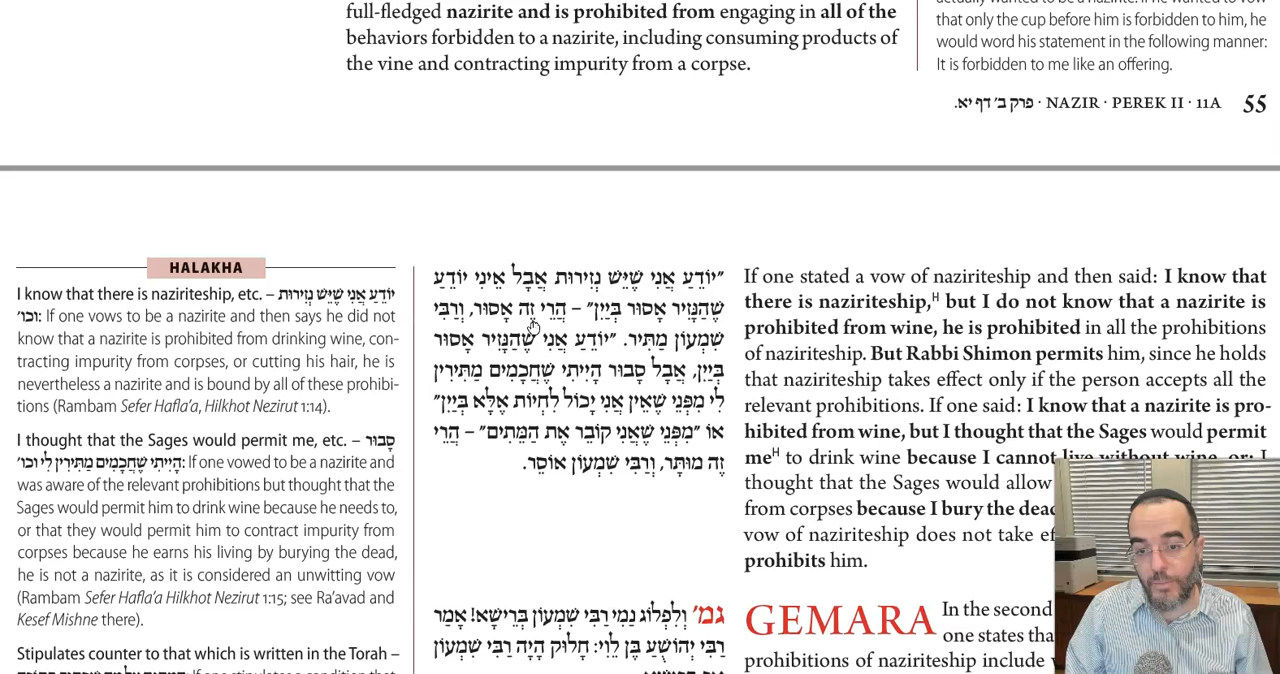 full-fledged nazirite and is prohibited from engaging in all of the
behaviors forbidden to a nazirite, including consuming products of
the vine and contracting impurity from a corpse.
that only the cup before him is forbidden to him, he
would word his statement in the following manner:
It is forbidden to me like an offering.
פרק ב׳ דף יא. · NAZIR · PEREK II · 11A 55
HALAKHA
I know that there is naziriteship, etc. – יוֹדֵעַ אֲנִי שֶׁיֵּשׁ נְזִירוּת
וכו׳: If one vows to be a nazirite and then says he did not
know that a nazirite is prohibited from drinking wine, con-
tracting impurity from corpses, or cutting his hair, he is
nevertheless a nazirite and is bound by all of these prohibi-
tions (Rambam Sefer Hafla'a, Hilkhot Nezirut 1:14).
I thought that the Sages would permit me, etc. – סָבוּר
הָיִיתִי שֶׁחֲכָמִים מַתִּירִין לִי וכו׳: If one vowed to be a nazirite and
was aware of the relevant prohibitions but thought that the
Sages would permit him to drink wine because he needs to,
or that they would permit him to contract impurity from
corpses because he earns his living by burying the dead,
he is not a nazirite, as it is considered an unwitting vow
(Rambam Sefer Hafla'a Hilkhot Nezirut 1:15; see Ra'avad and
Kesef Mishne there).
Stipulates counter to that which is written in the Torah –
״יוֹדֵעַ אֲנִי שֶׁיֵּשׁ נְזִירוּת אֲבָל אֵינִי יוֹדֵעַ
שֶׁהַנָּזִיר אָסוּר בְּיַיִן״ – הֲרֵי זֶה אָסוּר, וְרַבִּי
שִׁמְעוֹן מַתִּיר. ״יוֹדֵעַ אֲנִי שֶׁהַנָּזִיר אָסוּר
בְּיַיִן, אֲבָל סָבוּר הָיִיתִי שֶׁחֲכָמִים מַתִּירִין
לִי מִפְּנֵי שֶׁאֵין אֲנִי יָכוֹל לִחְיוֹת אֶלָּא בְּיַיִן״
אוֹ ״מִפְּנֵי שֶׁאֲנִי קוֹבֵר אֶת הַמֵּתִים״ – הֲרֵי
זֶה מוּתָּר, וְרַבִּי שִׁמְעוֹן אוֹסֵר.
גמ׳ וְלִפְלוֹג נַמֵי רַבִּי שִׁמְעוֹן בְּרֵישָׁא! אָמַר
רַבִּי יְהוֹשֻׁעַ בֶּן לֵוִי: חָלוּק הָיָה רַבִּי שִׁמְעוֹן
If one stated a vow of naziriteship and then said: I know that
there is naziriteship,H but I do not know that a nazirite is
prohibited from wine, he is prohibited in all the prohibitions
of naziriteship. But Rabbi Shimon permits him, since he holds
that naziriteship takes effect only if the person accepts all the
relevant prohibitions. If one said: I know that a nazirite is pro-
hibited from wine, but I thought that the Sages would permit
meH to drink wine because I cannot live without wine, or: I
thought that the Sages would allow
from corpses because I bury the dead
vow of naziriteship does not take
prohibits him.
GEMARA In the second
one states
prohibitions of naziriteship include